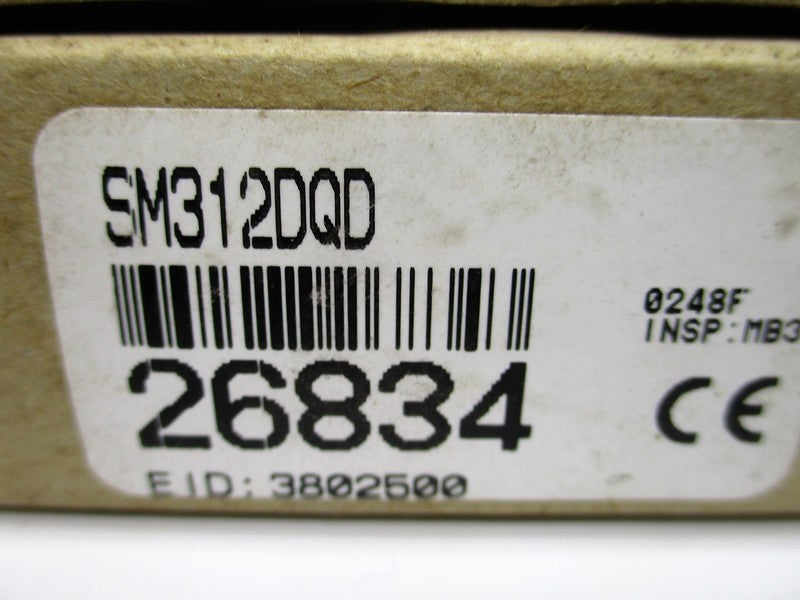 SM312DQD
26834
EID: 3802500
0248F
INSP:MB3
CE